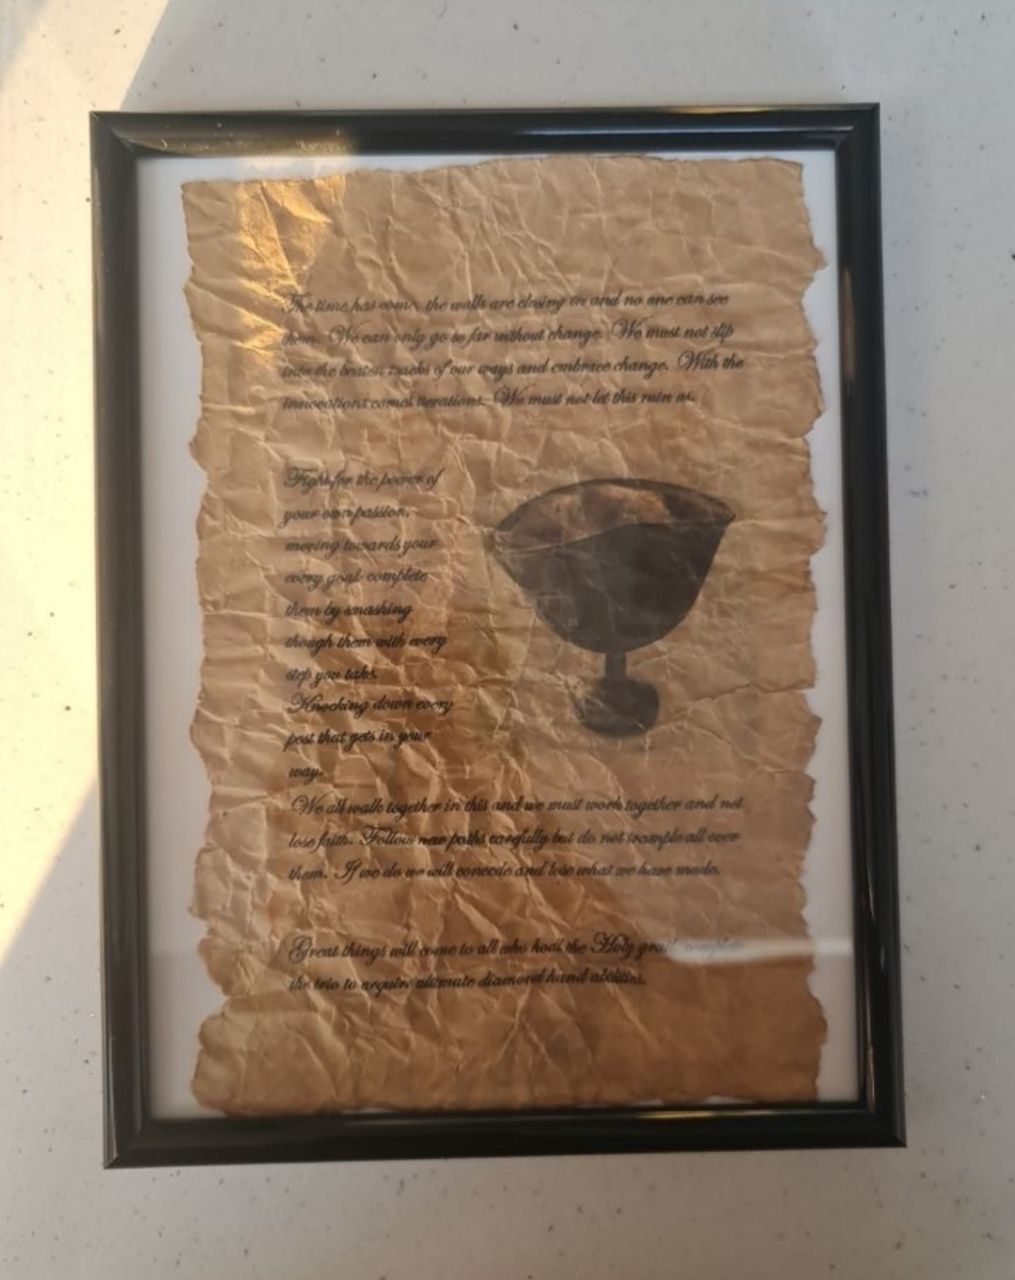 The time has come, the walls are closing in and no one can see
them. We can only go so far without change. We must not slip
into the beaten tracks of our ways and embrace change. With the
innovations comes iterations. We must not let this ruin us.
Fight for the power of
your own passion,
moving towards your
every goal complete
them by smashing
though them with every
step you take.
Knocking down every
post that gets in your
way.
We all walk together in this and we must work together and not
lose faith. Follow new paths carefully but do not trample all over
them. If we do we will concede and lose what we have made.
Great things will come to all who hodl the Holy grail, complete
the trio to acquire ultimate diamond hand abilities.